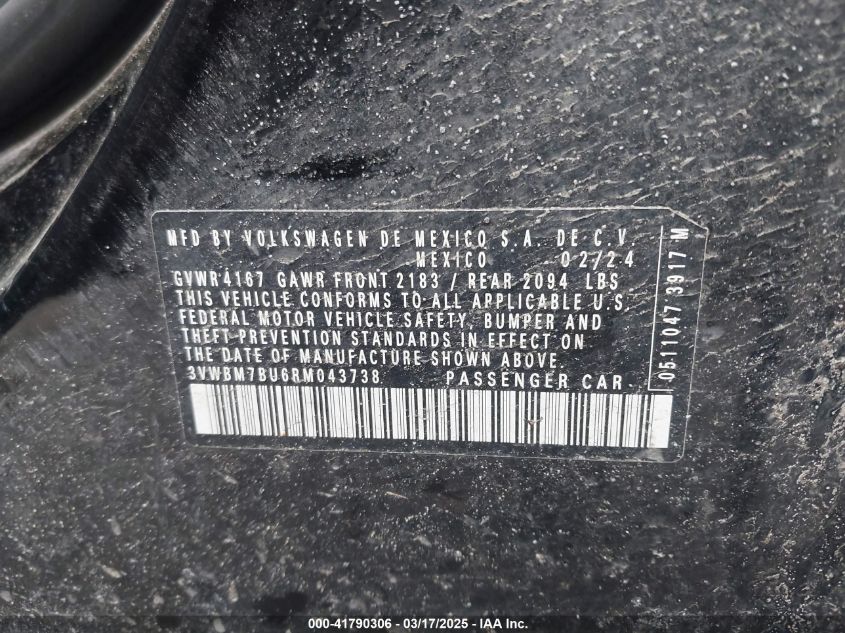 MFD BY VOLKSWAGEN DE MEXICO S.A. DE C.V.
MEXICO 02/24
GVWR 4167 GAWR FRONT 2183 / REAR 2094 LBS
THIS VEHICLE CONFORMS TO ALL APPLICABLE U.S.
FEDERAL MOTOR VEHICLE SAFETY, BUMPER AND
THEFT PREVENTION STANDARDS IN EFFECT ON
THE DATE OF MANUFACTURE SHOWN ABOVE.
3VWBM7BU6RM043738 PASSENGER CAR.
0511047 3917 M
000-41790306 / 03/17/2025 - IAA Inc.